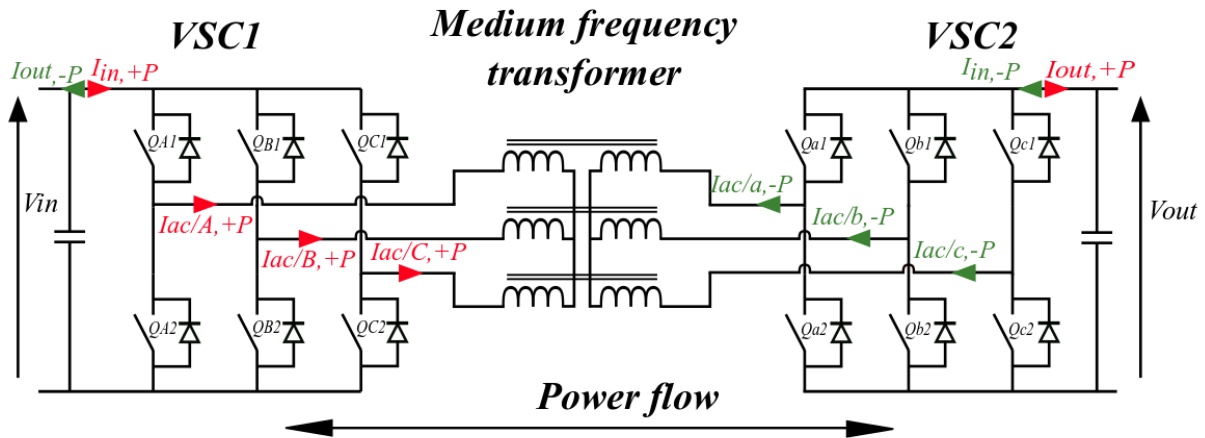 VSC1
Medium frequency
transformer
VSC2
Iout,-P
Iin,+P
Iin,-P
Iout,+P
QA1
QB1
QC1
Qa1
Qb1
Qc1
Vin
Vout
Iac/A,+P
Iac/B,+P
Iac/C,+P
Iac/a,-P
Iac/b,-P
Iac/c,-P
QA2
QB2
QC2
Qa2
Qb2
Qc2
Power flow